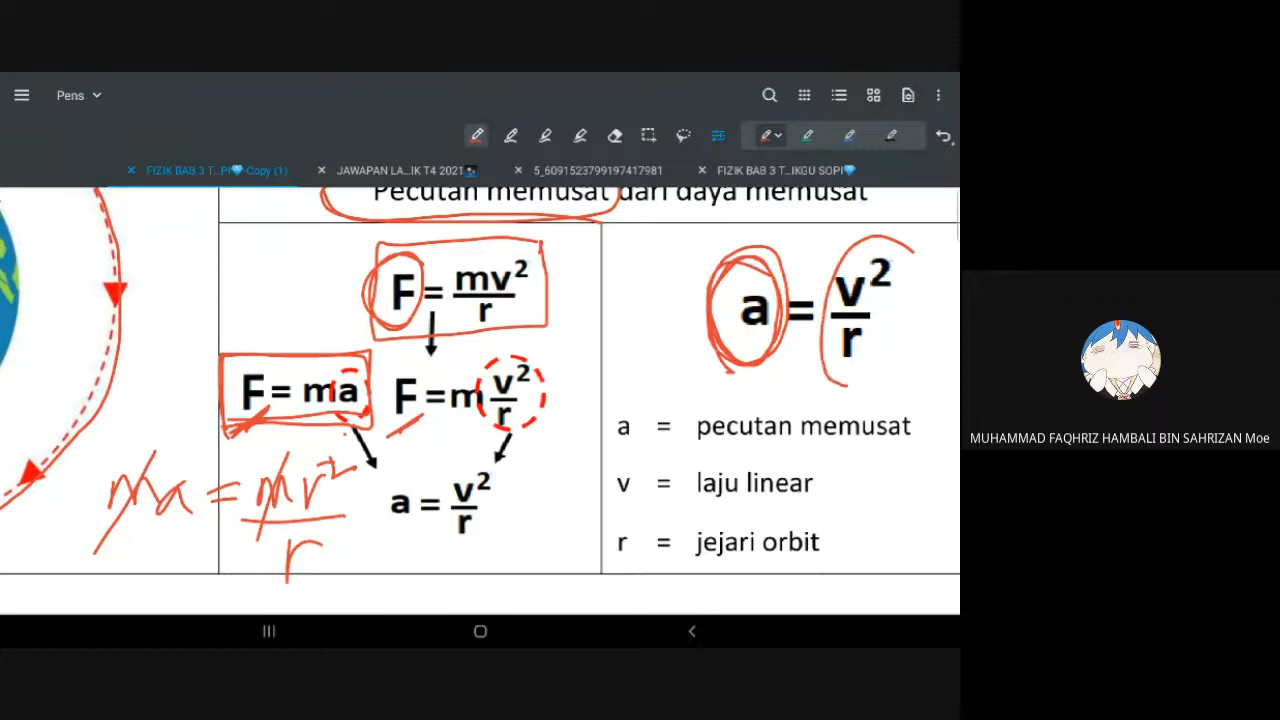 Pens
FIZIK BAB 3 T...PI💎-Copy (1)
JAWAPAN LA...IK T4 2021
5_6091523799197417981
FIZIK BAB 3 T...IKGU SOPI💎
Pecutan memusat dari daya memusat
F = mv²/r
F = ma
F = m v²/r
a = v²/r
ma = mv²/r
a = v²/r
a = pecutan memusat
v = laju linear
r = jejari orbit
MUHAMMAD FAQHRIZ HAMBALI BIN SAHRIZAN Moe